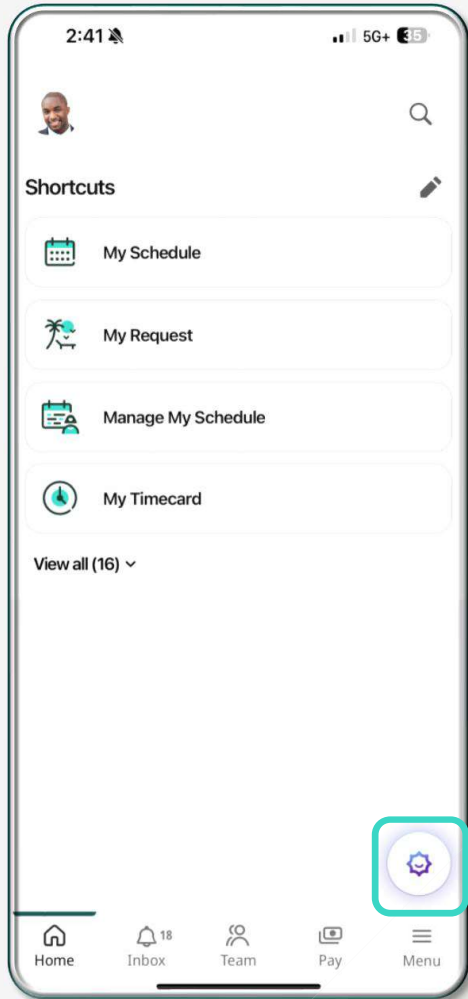 2:41 5G+ 35
Shortcuts
My Schedule
My Request
Manage My Schedule
My Timecard
View all (16)
18
Home Inbox Team Pay Menu